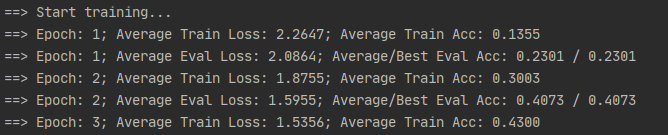 ==> Start training...
==> Epoch: 1; Average Train Loss: 2.2647; Average Train Acc: 0.1355
==> Epoch: 1; Average Eval Loss: 2.0864; Average/Best Eval Acc: 0.2301 / 0.2301
==> Epoch: 2; Average Train Loss: 1.8755; Average Train Acc: 0.3003
==> Epoch: 2; Average Eval Loss: 1.5955; Average/Best Eval Acc: 0.4073 / 0.4073
==> Epoch: 3; Average Train Loss: 1.5356; Average Train Acc: 0.4300